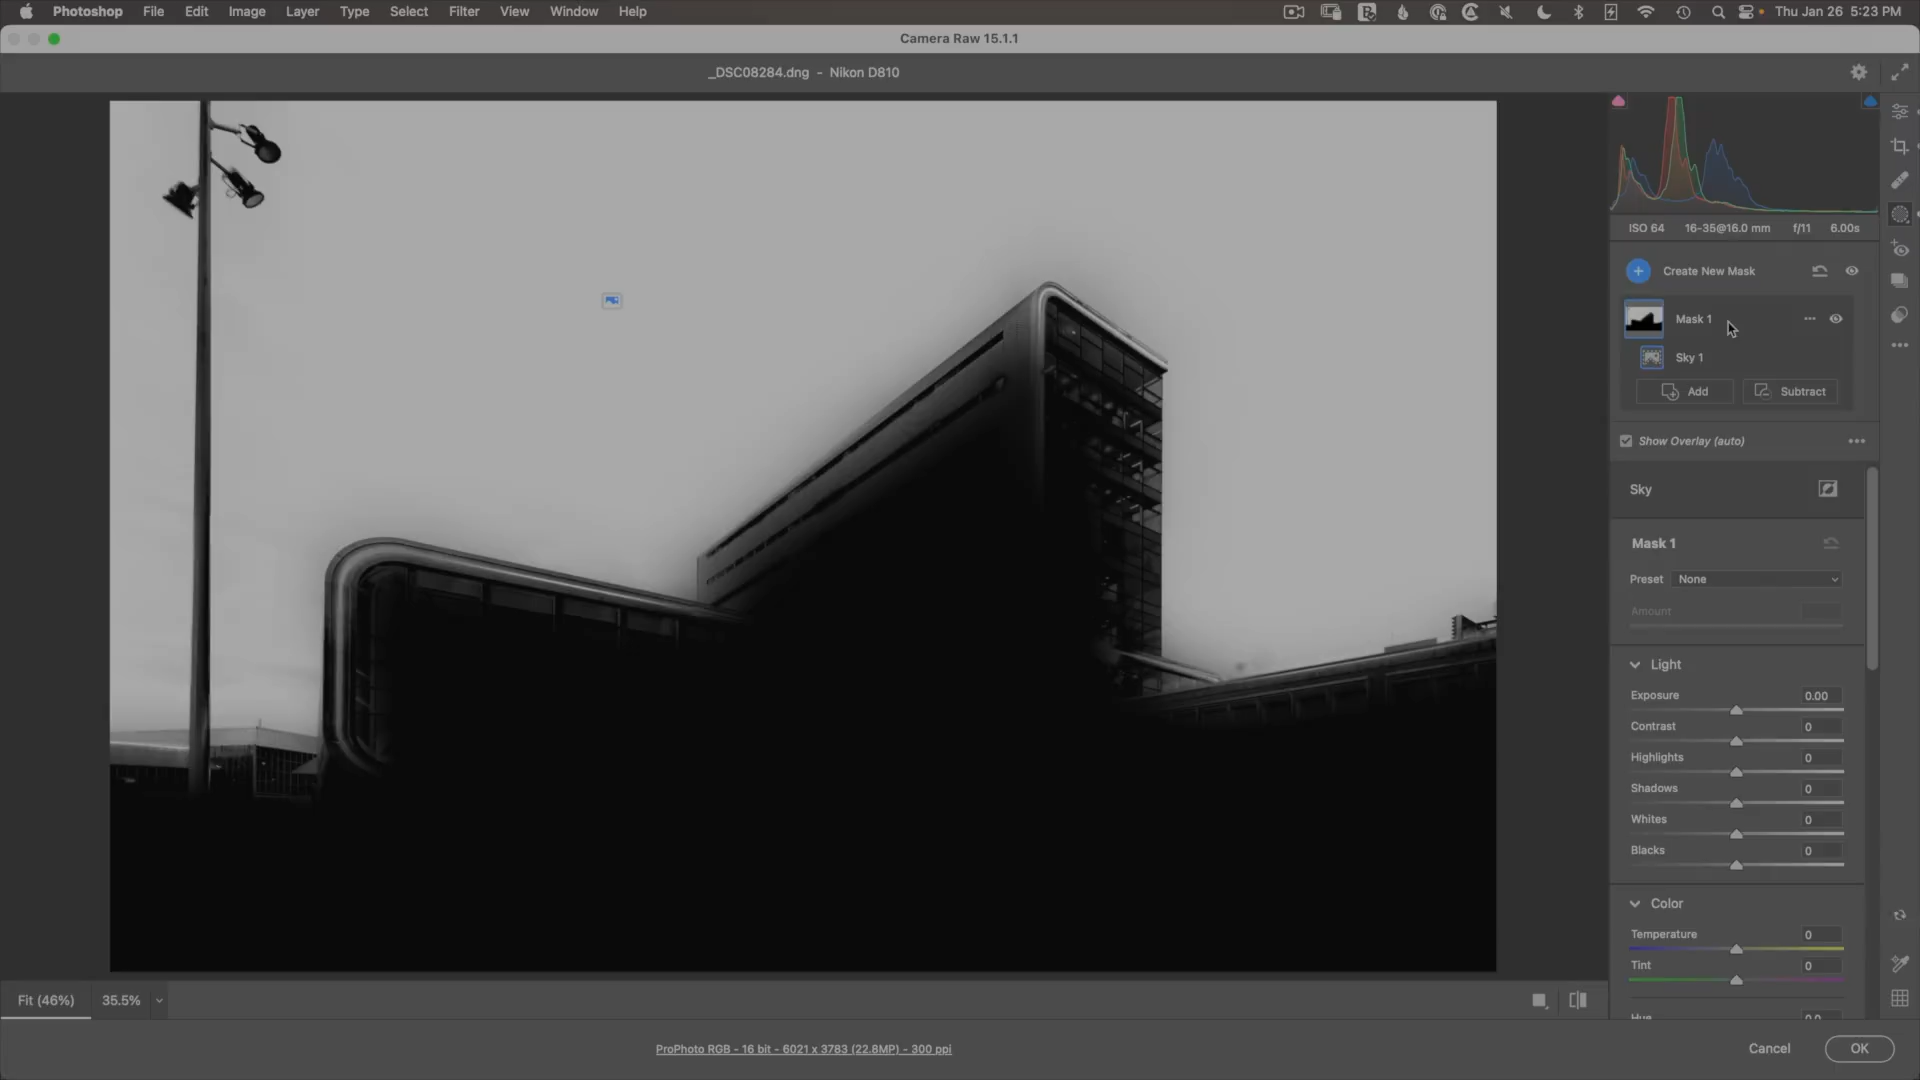 Photoshop File Edit Image Layer Type Select Filter View Window Help Thu Jan 26 5:23 PM
Camera Raw 15.1.1
_DSC08284.dng - Nikon D810
ISO 64 16-35@16.0 mm f/11 6.00s
Create New Mask
Mask 1
Sky 1
Add Subtract
Show Overlay (auto)
Sky
Mask 1
Preset None
Amount
Light
Exposure 0.00
Contrast 0
Highlights 0
Shadows 0
Whites 0
Blacks 0
Color
Temperature 0
Tint 0
Hue 0.0
Fit (46%) 35.5%
ProPhoto RGB - 16 bit - 6021 x 3783 (22.8MP) - 300 ppi
Cancel OK